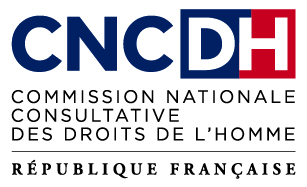 CNCDH
COMMISSION NATIONALE
CONSULTATIVE
DES DROITS DE L'HOMME
RÉPUBLIQUE FRANÇAISE